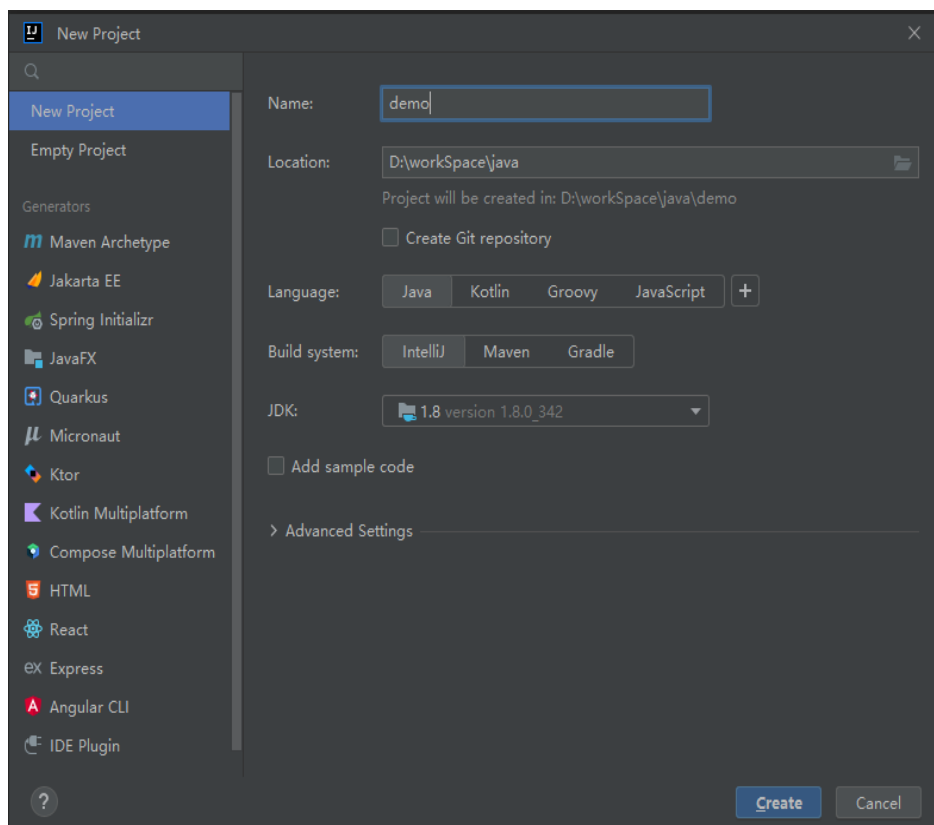 New Project
New Project
Empty Project
Generators
Maven Archetype
Jakarta EE
Spring Initializr
JavaFX
Quarkus
Micronaut
Ktor
Kotlin Multiplatform
Compose Multiplatform
HTML
React
ex Express
Angular CLI
IDE Plugin
?
Name: demo
Location: D:\workSpace\java
Project will be created in: D:\workSpace\java\demo
Create Git repository
Language: Java Kotlin Groovy JavaScript +
Build system: IntelliJ Maven Gradle
JDK: 1.8 version 1.8.0_342
Add sample code
Advanced Settings
Create Cancel